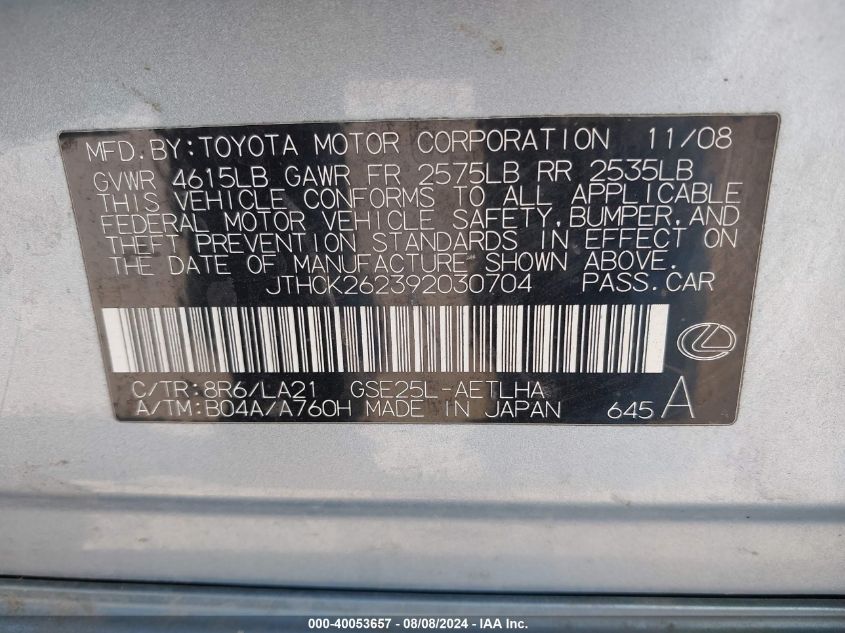 MFD. BY: TOYOTA MOTOR CORPORATION 11/08
GVWR 4615LB GAWR FR 2575LB RR 2535LB
THIS VEHICLE CONFORMS TO ALL APPLICABLE
FEDERAL MOTOR VEHICLE SAFETY, BUMPER, AND
THEFT PREVENTION STANDARDS IN EFFECT ON
THE DATE OF MANUFACTURE SHOWN ABOVE.
JTHCK262392030704 PASS. CAR
C/TR: 8R6/LA21 GSE25L-AETLHA
A/TM: B04A/A760H MADE IN JAPAN 645 A
000-40053657 - 08/08/2024 - IAA Inc.